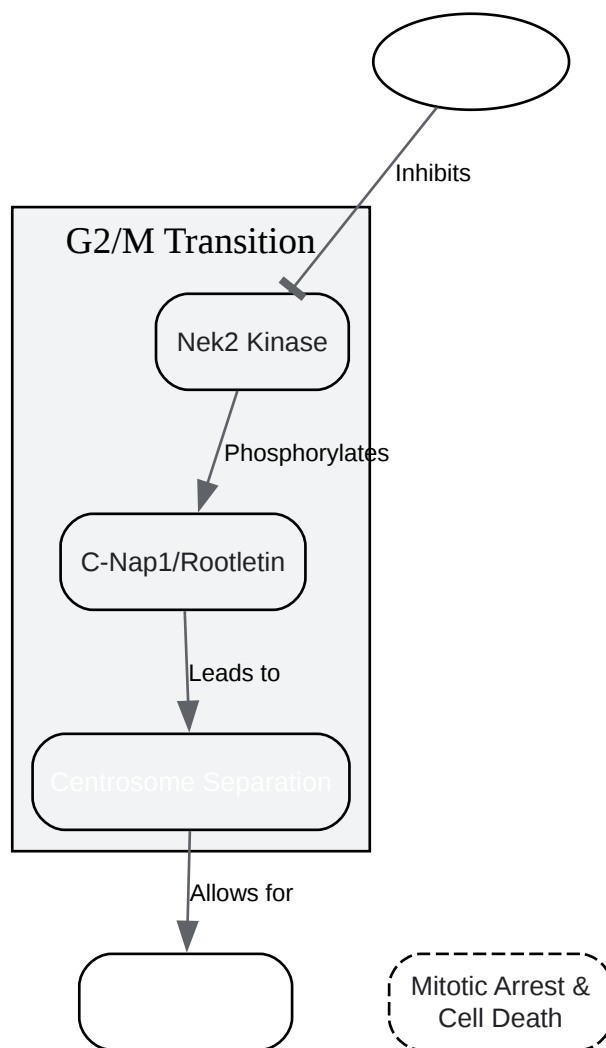 Inhibits
G2/M Transition
Nek2 Kinase
Phosphorylates
C-Nap1/Rootletin
Leads to
Centrosome Separation
Allows for
Mitotic Arrest &
Cell Death